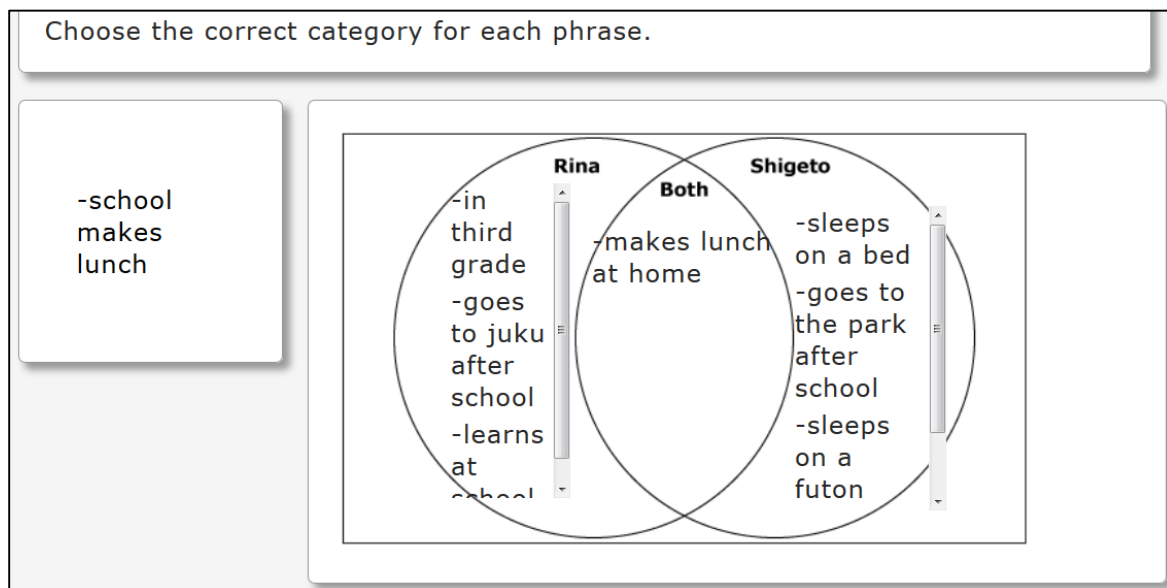 Choose the correct category for each phrase.
-school
makes
lunch
Rina
-in
third
grade
-goes
to juku
after
school
-learns
at
school
Both
-makes lunch
at home
Shigeto
-sleeps
on a bed
-goes to
the park
after
school
-sleeps
on a
futon